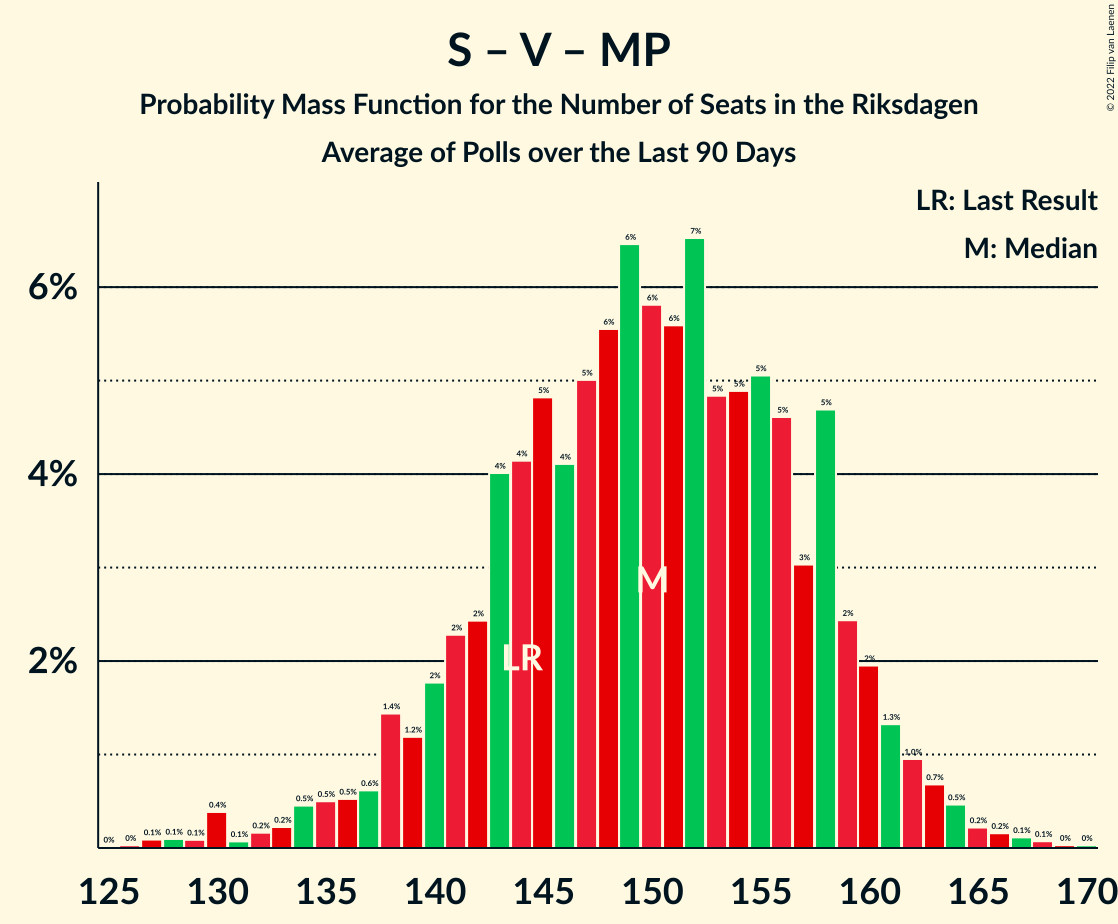 S – V – MP
Probability Mass Function for the Number of Seats in the Riksdagen
Average of Polls over the Last 90 Days
© 2022 Filip van Laenen
LR: Last Result
M: Median
6%
4%
2%
0% 0% 0.1% 0.1% 0.1% 0.4% 0.1% 0.2% 0.2% 0.5% 0.5% 0.5% 0.6% 1.4% 1.2% 2% 2% 2% 4% 4% 5% 4% 5% 6% 6% 6% 6% 7% 5% 5% 5% 5% 3% 5% 2% 2% 1.3% 1.0% 0.7% 0.5% 0.2% 0.2% 0.1% 0.1% 0% 0%
M
LR
125 130 135 140 145 150 155 160 165 170